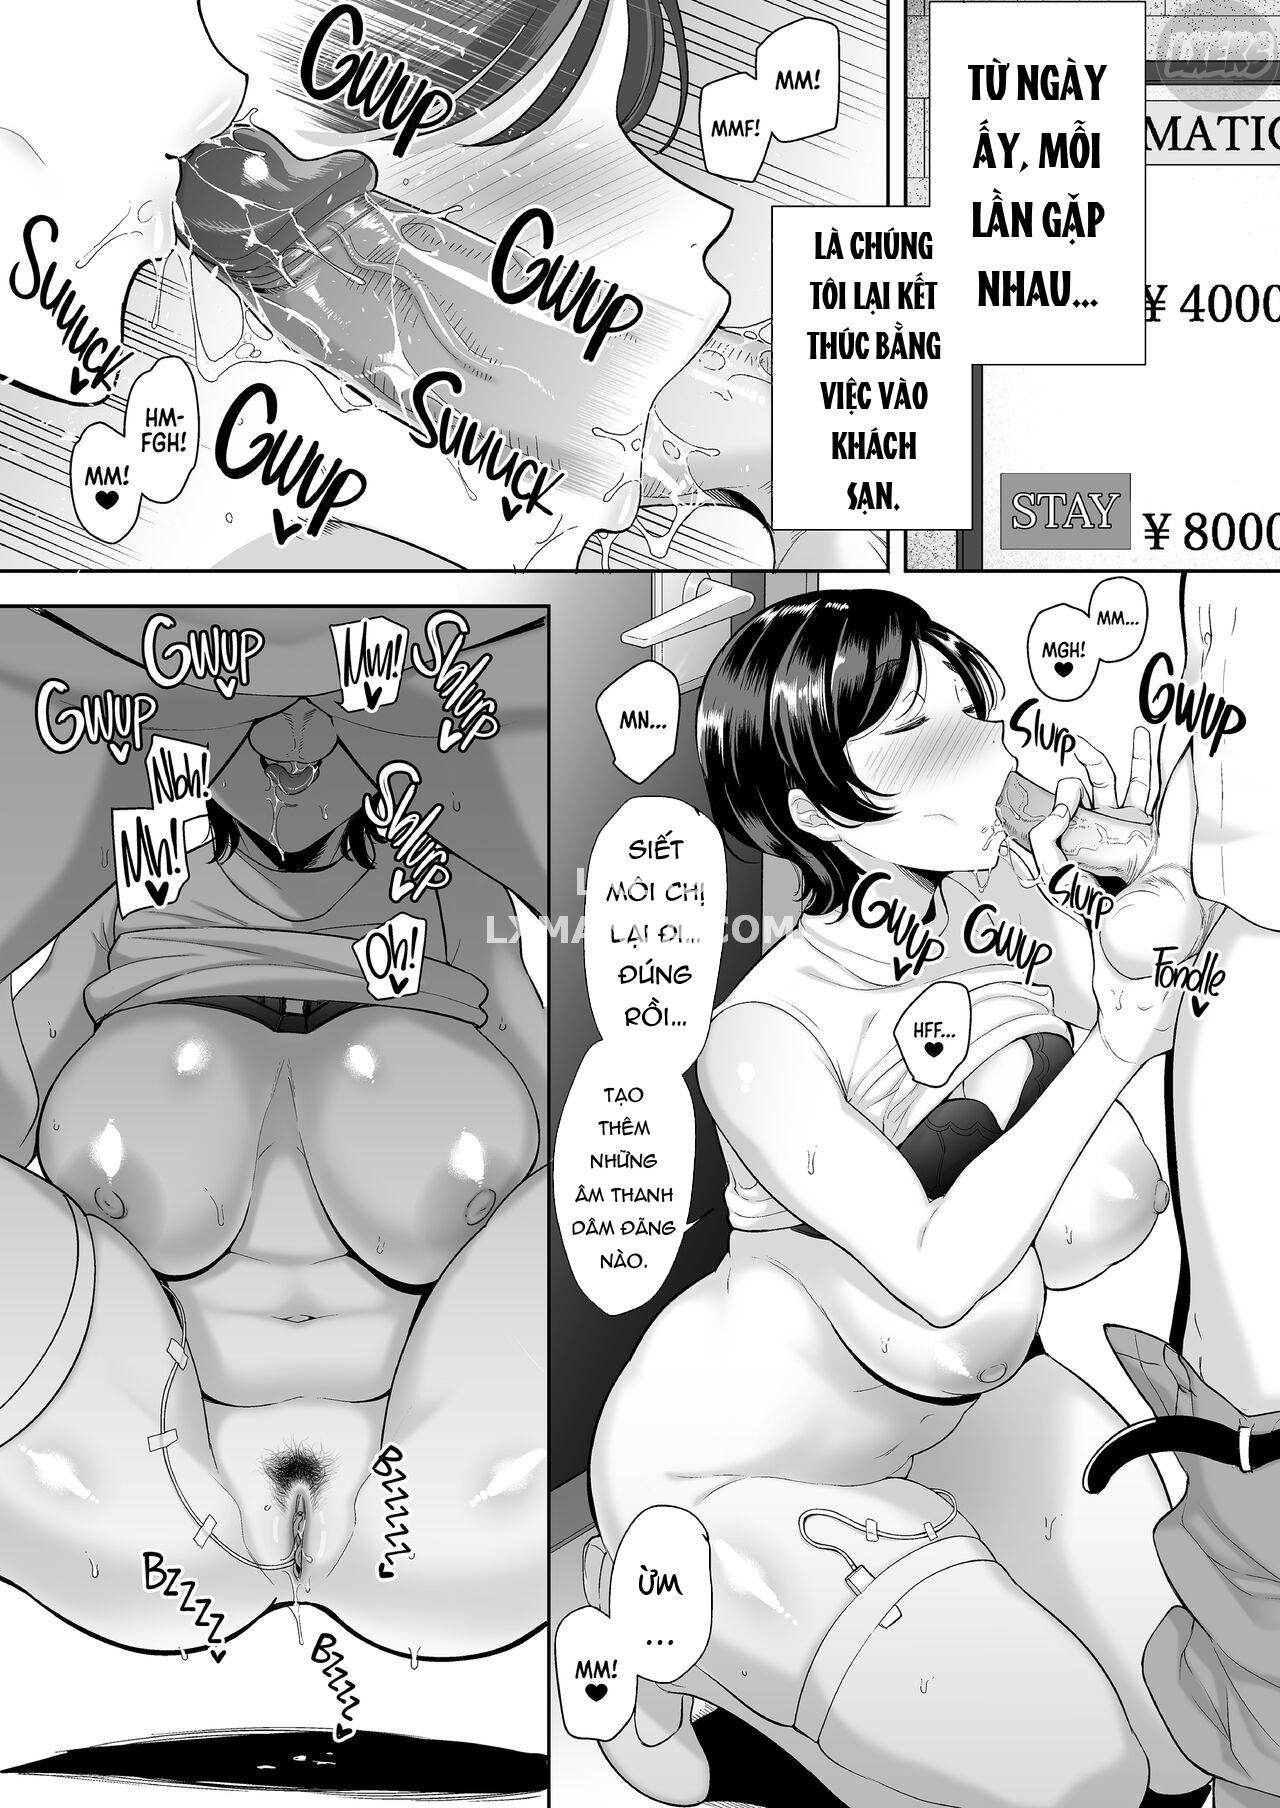 LXERS
MATIC
TỪ NGÀY
ẤY, MỖI
LẦN GẶP
NHAU...
¥ 4000
STAY
¥ 8000
LÀ CHÚNG
TÔI LẠI KẾT
THÚC BẰNG
VIỆC VÀO
KHÁCH
SẠN.
MM!
MMF!
GWUP
GWUP
SUUUCK
GWUP
SUUUCK
HM-
FGH!
MM!
♥
MM...
MGH!
♥
GWUP
SLURP
SLURP
FONDLE
GWUP
GWUP
HFF...
♥
MN...
SIẾT
MÔI CHỊ
LẠI ĐI...
ĐÚNG
RỒI...
TẠO
THÊM
NHỮNG
ÂM THANH
DÂM ĐÃNG
NÀO.
ỪM
...
MM!
♥
GWUP
GWUP
MM!
SHLURP
NBH!
MH!
SHLURP
OH!
BZZZZ
BZZZZ
BZZZZ